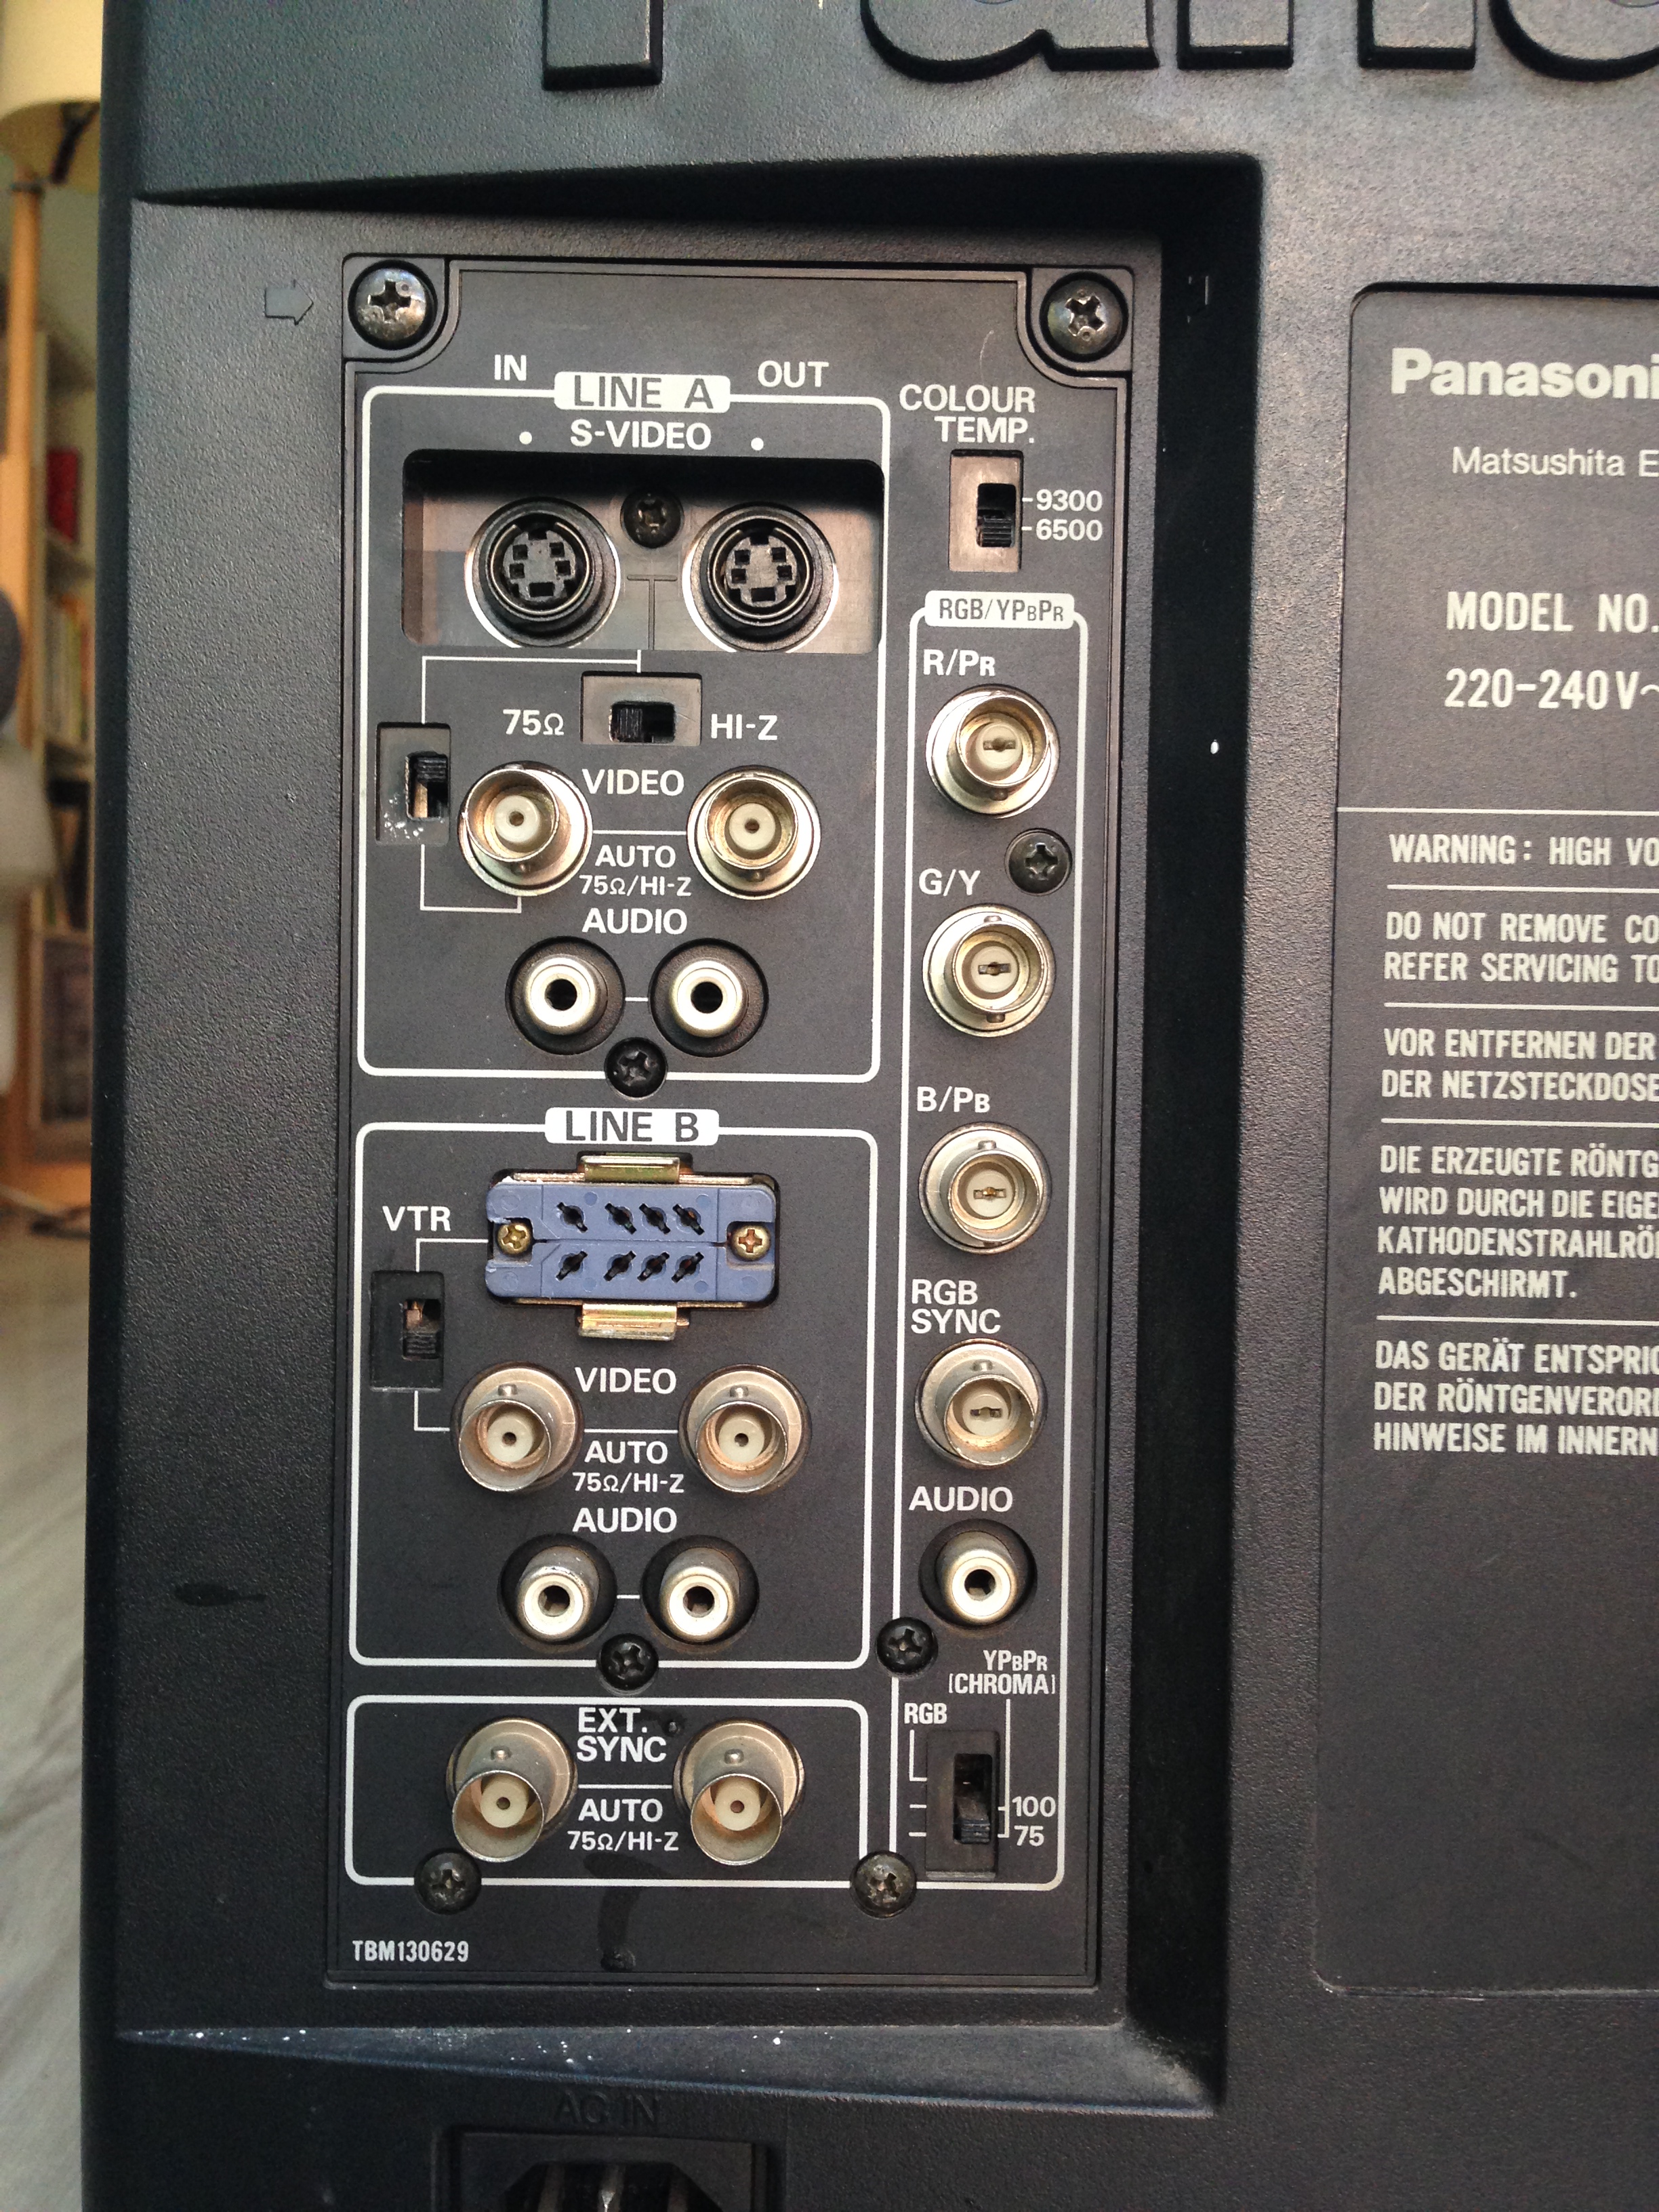 IN
OUT
LINE A
S-VIDEO
75Ω
HI-Z
VIDEO
AUTO
75Ω/HI-Z
AUDIO
LINE B
VTR
VIDEO
AUTO
75Ω/HI-Z
AUDIO
EXT.
SYNC
AUTO
75Ω/HI-Z
TBM130629
COLOUR
TEMP.
9300
6500
RGB/YPBPR
R/PR
G/Y
B/PB
RGB
SYNC
AUDIO
YPBPR
(CHROMA)
RGB
100
75
AC IN
Panasoni
Matsushita E
MODEL NO.
220-240V~
WARNING: HIGH VO
DO NOT REMOVE CO
REFER SERVICING TO
VOR ENTFERNEN DER
DER NETZSTECKDOSE
DIE ERZEUGTE RÖNTG
WIRD DURCH DIE EIGE
KATHODENSTRAHLRÖ
ABGESCHIRMT.
DAS GERÄT ENTSPRIC
DER RÖNTGENVERORD
HINWEISE IM INNERN